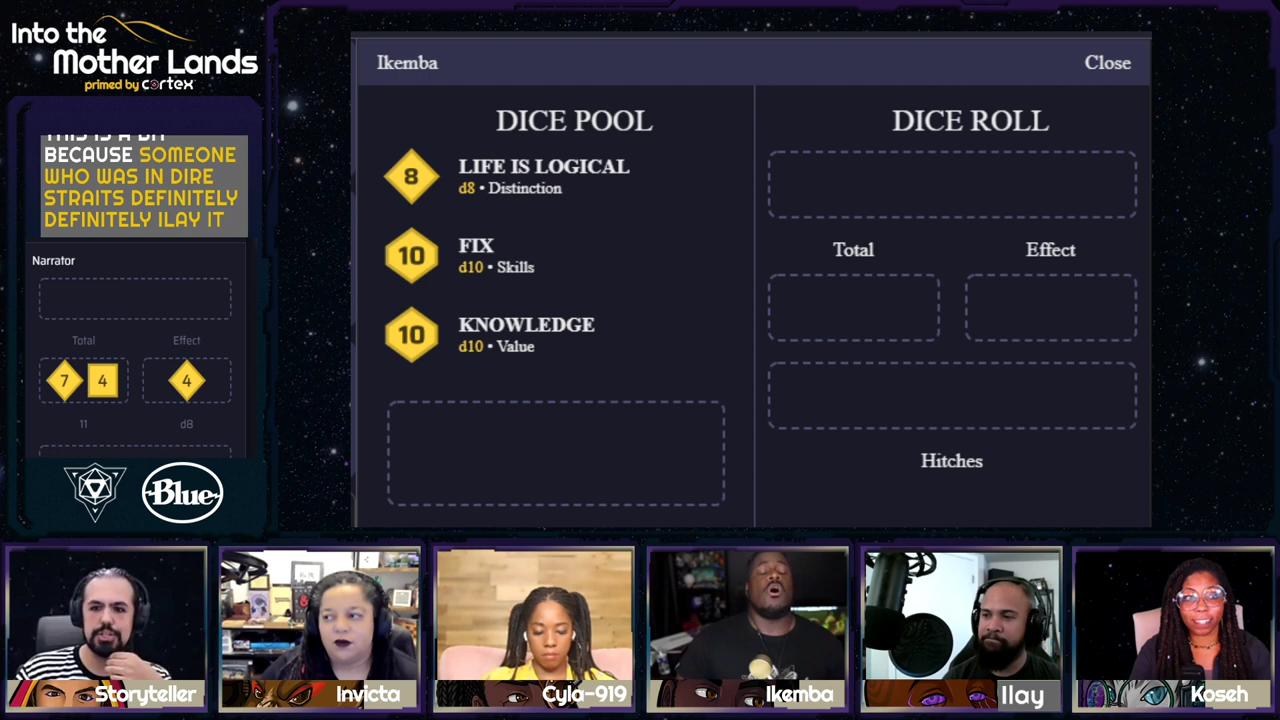 Into the
Mother Lands
primed by cortex
THIS IS A BIT
BECAUSE SOMEONE
WHO WAS IN DIRE
STRAITS DEFINITELY
DEFINITELY ILAY IT
Narrator
Total
Effect
7
4
4
11
d8
Blue
Ikemba
Close
DICE POOL
8
LIFE IS LOGICAL
d8 • Distinction
10
FIX
d10 • Skills
10
KNOWLEDGE
d10 • Value
DICE ROLL
Total
Effect
Hitches
Storyteller
Invicta
Cyla-919
Ikemba
Ilay
Koseh